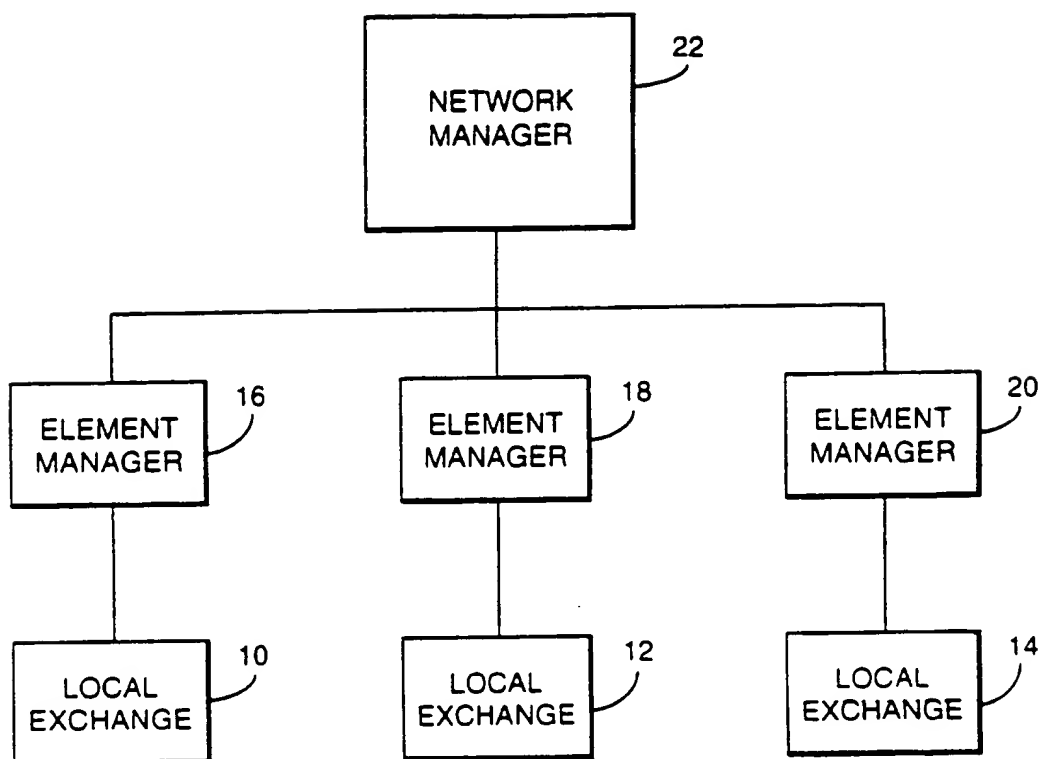 22
NETWORK
MANAGER
16
ELEMENT
MANAGER
18
ELEMENT
MANAGER
20
ELEMENT
MANAGER
10
LOCAL
EXCHANGE
12
LOCAL
EXCHANGE
14
LOCAL
EXCHANGE